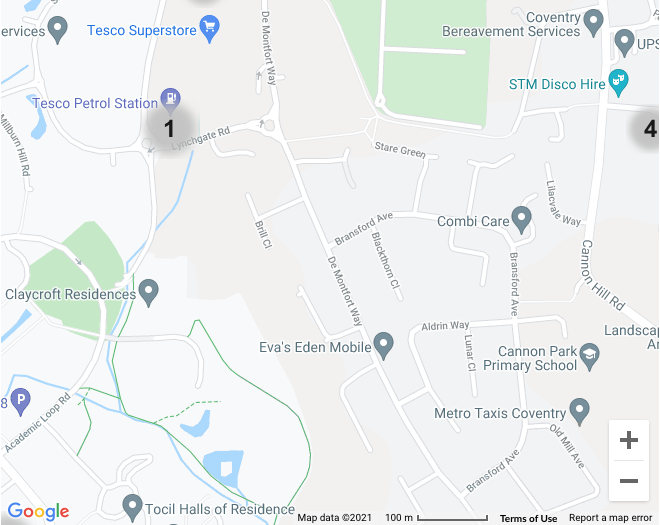 Coventry
Bereavement Services
ervices
Tesco Superstore
De Montfort Way
UPS
STM Disco Hire
Tesco Petrol Station
1
4
Lynchgate Rd
Millburn Hill Rd
Stare Green
Lilacvale Way
Bransford Ave
Combi Care
Brill Cl
Blackthorn Cl
Cannon Hill Rd
Bransford Ave
De Montfort Way
Claycroft Residences
Aldrin Way
Landscap
Ar
Lunar Cl
Eva's Eden Mobile
Cannon Park
Primary School
8
P
Academic Loop Rd
Metro Taxis Coventry
Old Mill Ave
+
Bransford Ave
−
Tocil Halls of Residence
Google
Map data ©2021
100 m
Terms of Use
Report a map error